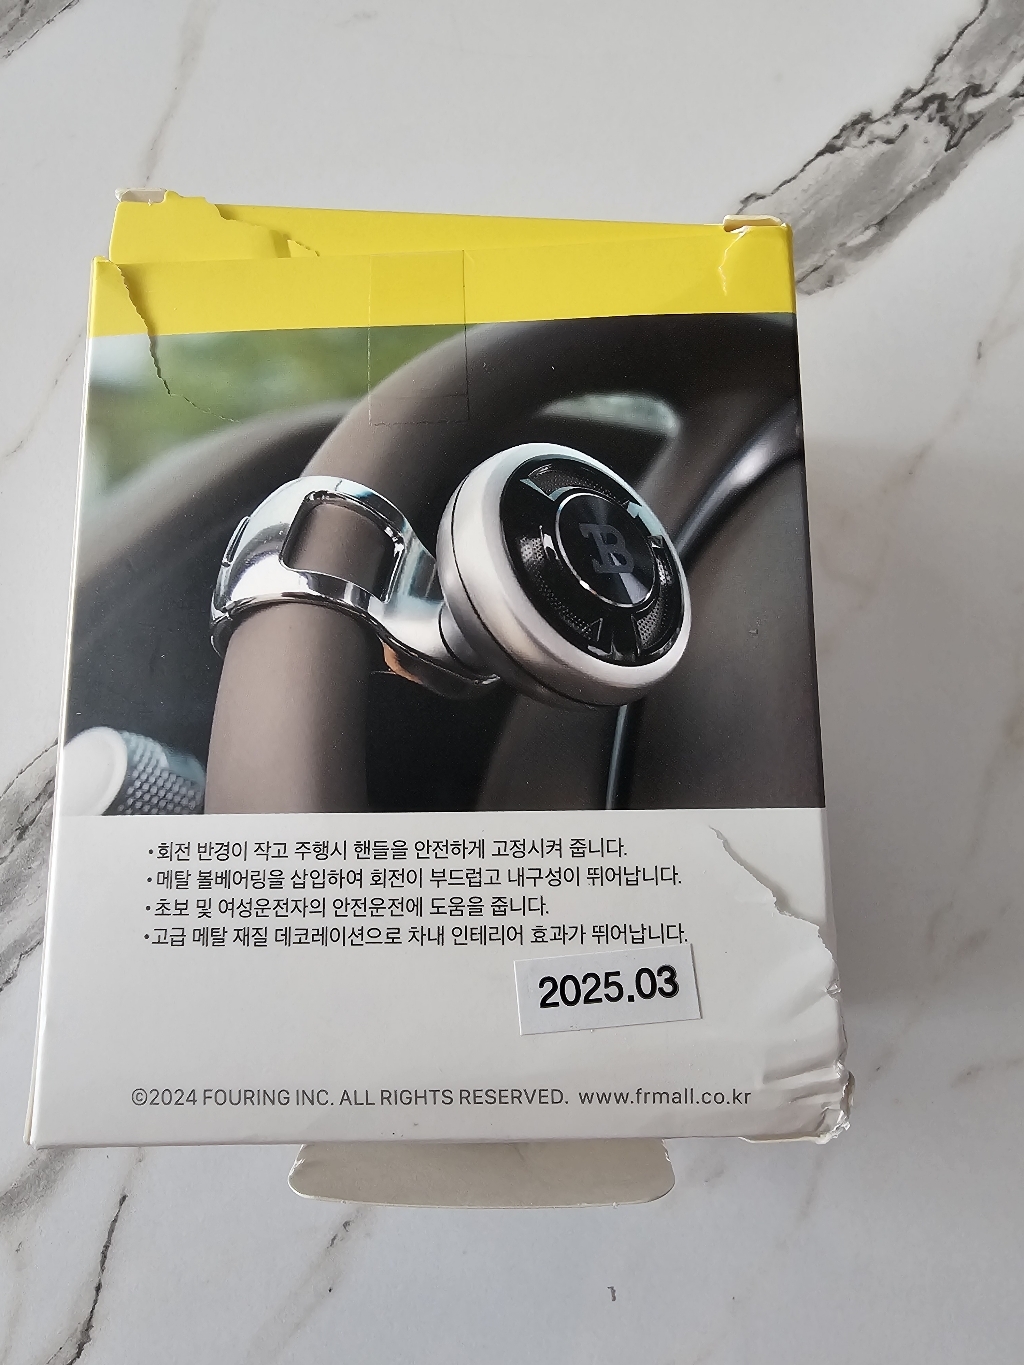 B
•회전 반경이 작고 주행시 핸들을 안전하게 고정시켜 줍니다.
•메탈 볼베어링을 삽입하여 회전이 부드럽고 내구성이 뛰어납니다.
•초보 및 여성운전자의 안전운전에 도움을 줍니다.
•고급 메탈 재질 데코레이션으로 차내 인테리어 효과가 뛰어납니다.
2025.03
©2024 FOURING INC. ALL RIGHTS RESERVED. www.frmall.co.kr